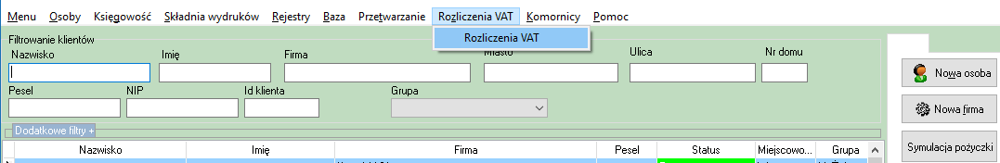 Menu Osoby Księgowość Składnia wydruków Rejestry Baza Przetwarzanie Rozliczenia VAT Komornicy Pomoc
Rozliczenia VAT
Filtrowanie klientów
Nazwisko Imię Firma Miasto Ulica Nr domu
Nowa osoba
Pesel NIP Id klienta Grupa
Nowa firma
Dodatkowe filtry +
Symulacja pożyczki
Nazwisko Imię Firma Pesel Status Miejscowo... Grupa